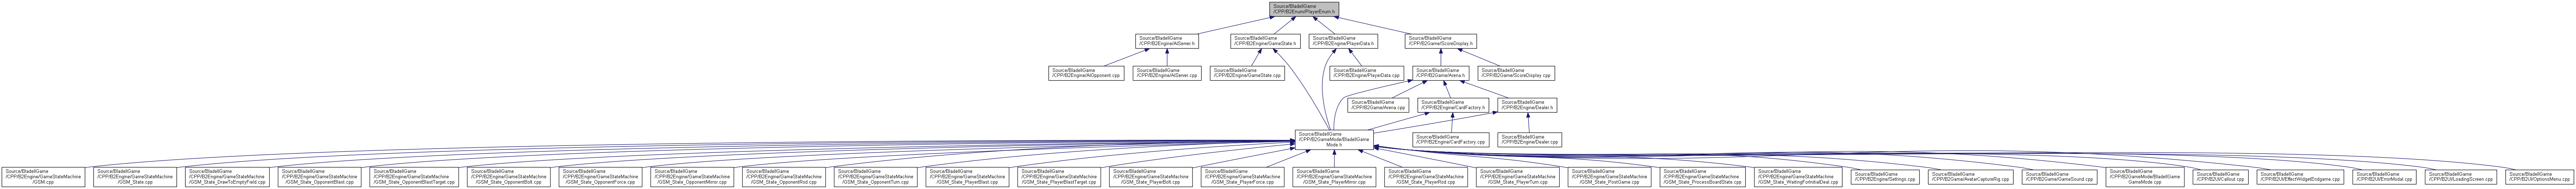 Source/BladeIIGame
/CPP/B2Enum/PlayerEnum.h
Source/BladeIIGame
/CPP/B2Engine/AIServer.h
Source/BladeIIGame
/CPP/B2Engine/GameState.h
Source/BladeIIGame
/CPP/B2Engine/PlayerData.h
Source/BladeIIGame
/CPP/B2Game/ScoreDisplay.h
Source/BladeIIGame
/CPP/B2Engine/AIOpponent.cpp
Source/BladeIIGame
/CPP/B2Engine/AIServer.cpp
Source/BladeIIGame
/CPP/B2Engine/GameState.cpp
Source/BladeIIGame
/CPP/B2Engine/PlayerData.cpp
Source/BladeIIGame
/CPP/B2Game/Arena.h
Source/BladeIIGame
/CPP/B2Game/ScoreDisplay.cpp
Source/BladeIIGame
/CPP/B2Game/Arena.cpp
Source/BladeIIGame
/CPP/B2Engine/CardFactory.h
Source/BladeIIGame
/CPP/B2Engine/Dealer.h
Source/BladeIIGame
/CPP/B2GameMode/BladeIIGame
Mode.h
Source/BladeIIGame
/CPP/B2Engine/CardFactory.cpp
Source/BladeIIGame
/CPP/B2Engine/Dealer.cpp
Source/BladeIIGame
/CPP/B2Engine/GameStateMachine
/GSM.cpp
Source/BladeIIGame
/CPP/B2Engine/GameStateMachine
/GSM_State.cpp
Source/BladeIIGame
/CPP/B2Engine/GameStateMachine
/GSM_State_DrawToEmptyField.cpp
Source/BladeIIGame
/CPP/B2Engine/GameStateMachine
/GSM_State_OpponentBlast.cpp
Source/BladeIIGame
/CPP/B2Engine/GameStateMachine
/GSM_State_OpponentBlastTarget.cpp
Source/BladeIIGame
/CPP/B2Engine/GameStateMachine
/GSM_State_OpponentBolt.cpp
Source/BladeIIGame
/CPP/B2Engine/GameStateMachine
/GSM_State_OpponentForce.cpp
Source/BladeIIGame
/CPP/B2Engine/GameStateMachine
/GSM_State_OpponentMirror.cpp
Source/BladeIIGame
/CPP/B2Engine/GameStateMachine
/GSM_State_OpponentRod.cpp
Source/BladeIIGame
/CPP/B2Engine/GameStateMachine
/GSM_State_OpponentTurn.cpp
Source/BladeIIGame
/CPP/B2Engine/GameStateMachine
/GSM_State_PlayerBlast.cpp
Source/BladeIIGame
/CPP/B2Engine/GameStateMachine
/GSM_State_PlayerBlastTarget.cpp
Source/BladeIIGame
/CPP/B2Engine/GameStateMachine
/GSM_State_PlayerBolt.cpp
Source/BladeIIGame
/CPP/B2Engine/GameStateMachine
/GSM_State_PlayerForce.cpp
Source/BladeIIGame
/CPP/B2Engine/GameStateMachine
/GSM_State_PlayerMirror.cpp
Source/BladeIIGame
/CPP/B2Engine/GameStateMachine
/GSM_State_PlayerRod.cpp
Source/BladeIIGame
/CPP/B2Engine/GameStateMachine
/GSM_State_PlayerTurn.cpp
Source/BladeIIGame
/CPP/B2Engine/GameStateMachine
/GSM_State_PostGame.cpp
Source/BladeIIGame
/CPP/B2Engine/GameStateMachine
/GSM_State_ProcessBoardState.cpp
Source/BladeIIGame
/CPP/B2Engine/GameStateMachine
/GSM_State_WaitingForInitialDeal.cpp
Source/BladeIIGame
/CPP/B2Engine/Settings.cpp
Source/BladeIIGame
/CPP/B2Game/AvatarCaptureRig.cpp
Source/BladeIIGame
/CPP/B2Game/GameSound.cpp
Source/BladeIIGame
/CPP/B2GameMode/BladeIIGame
GameMode.cpp
Source/BladeIIGame
/CPP/B2UI/Callout.cpp
Source/BladeIIGame
/CPP/B2UI/EffectWidgetEndgame.cpp
Source/BladeIIGame
/CPP/B2UI/ErrorModal.cpp
Source/BladeIIGame
/CPP/B2UI/LoadingScreen.cpp
Source/BladeIIGame
/CPP/B2UI/OptionsMenu.cpp